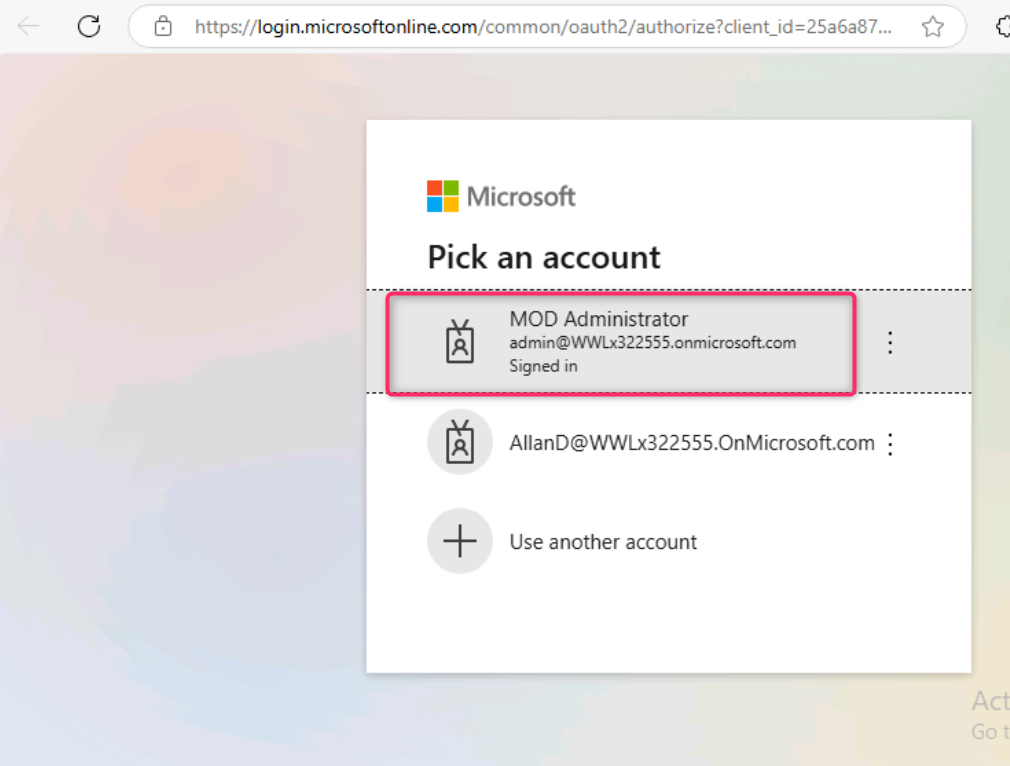 https://login.microsoftonline.com/common/oauth2/authorize?client_id=25a6a87...
Microsoft
Pick an account
MOD Administrator
admin@WWLx322555.onmicrosoft.com
Signed in
AllanD@WWLx322555.OnMicrosoft.com
Use another account
Act
Go t